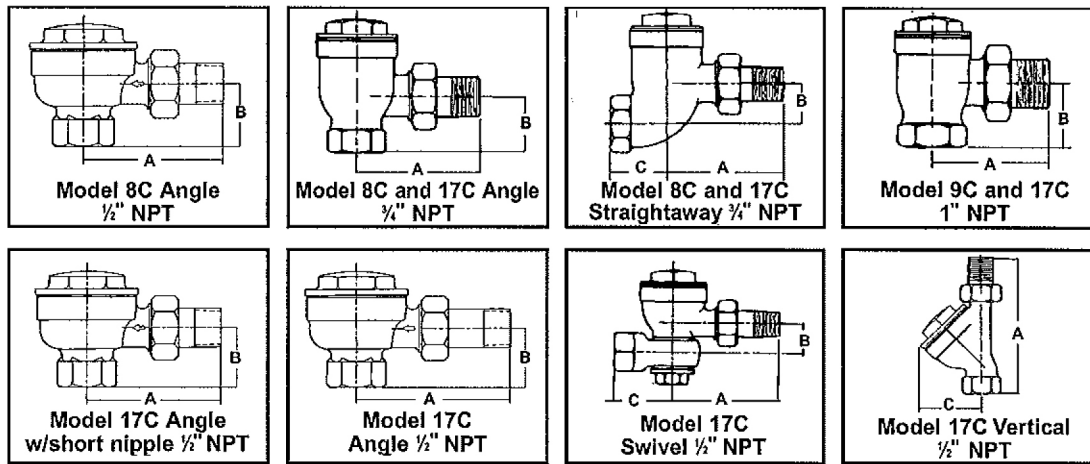 A
B
Model 8C Angle
½" NPT
A
B
Model 8C and 17C Angle
¾" NPT
B
C
A
Model 8C and 17C
Straightaway ¾" NPT
B
A
Model 9C and 17C
1" NPT
B
A
Model 17C Angle
w/short nipple ½" NPT
B
A
Model 17C
Angle ½" NPT
B
C
A
Model 17C
Swivel ½" NPT
A
C
Model 17C Vertical
½" NPT